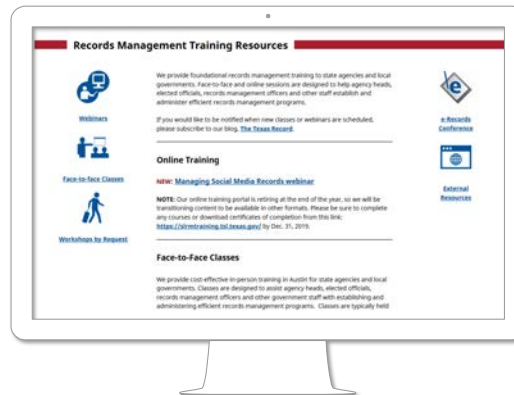 Records Management Training Resources
Webinars
Face-to-face Classes
Workshops by Request
We provide foundational records management training to state agencies and local
governments. Face-to-face and online sessions are designed to help agency heads,
elected officials, records management officers and other staff establish and
administer efficient records management programs.
If you would like to be notified when new classes or webinars are scheduled,
please subscribe to our blog, The Texas Record.
Online Training
NEW: Managing Social Media Records webinar
NOTE: Our online training portal is retiring at the end of the year, so we will be
transitioning content to be available in other formats. Please be sure to complete
any courses or download certificates of completion from this link:
https://slrmtraining.tsl.texas.gov/ by Dec. 31, 2019.
Face-to-Face Classes
We provide cost-effective in-person training in Austin for state agencies and local
governments. Classes are designed to assist agency heads, elected officials,
records management officers and other government staff with establishing and
administering efficient records management programs. Classes are typically held
e
e-Records
Conference
External
Resources